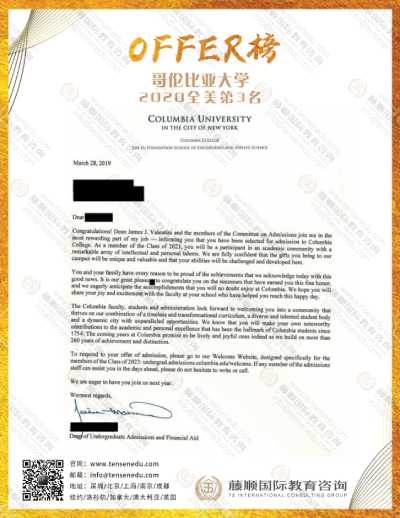 OFFER榜
哥伦比亚大学
2020全美第3名
COLUMBIA UNIVERSITY
IN THE CITY OF NEW YORK
COLUMBIA COLLEGE
THE FU FOUNDATION SCHOOL OF ENGINEERING AND APPLIED SCIENCE
March 28, 2019
Dear
Congratulations! Dean James J. Valentini and the members of the Committee on Admissions join me in the
most rewarding part of my job — informing you that you have been selected for admission to Columbia
College. As a member of the Class of 2023, you will be a participant in an academic community with a
remarkable array of intellectual and personal talents. We are fully confident that the gifts you bring to our
campus will be unique and valuable and that your abilities will be challenged and developed here.
You and your family have every reason to be proud of the achievements that we acknowledge today with this
good news. It is our great pleasure to congratulate you on the successes that have earned you this fine honor,
and we eagerly anticipate the accomplishments that you will no doubt enjoy at Columbia. We hope you will
share your joy and excitement with the faculty at your school who have helped you reach this happy day.
The Columbia faculty, students and administration look forward to welcoming you into a community that
thrives on our combination of a timeless and transformational curriculum, a diverse and talented student body
and a dynamic city with unparalleled opportunities. We know that you will make your own noteworthy
contributions to the academic and personal excellence that has been the hallmark of Columbia students since
1754. The coming years at Columbia promise to be lively and joyful ones indeed as we build on more than
260 years of achievement and distinction.
To respond to your offer of admission, please go to our Welcome Website, designed specifically for the
members of the Class of 2023: undergrad.admissions.columbia.edu/welcome. If any member of the admissions
staff can assist you in the days ahead, please do not hesitate to write or call.
We are eager to have you join us next year.
Warmest regards,
Dean of Undergraduate Admissions and Financial Aid
官网：www.tensenedu.com
邮箱：info@tensenedu.com
地址：深圳/北京/上海/南京/成都
纽约/洛杉矶/加拿大/澳大利亚/英国
藤顺国际教育咨询
TS INTERNATIONAL CONSULTING GROUP